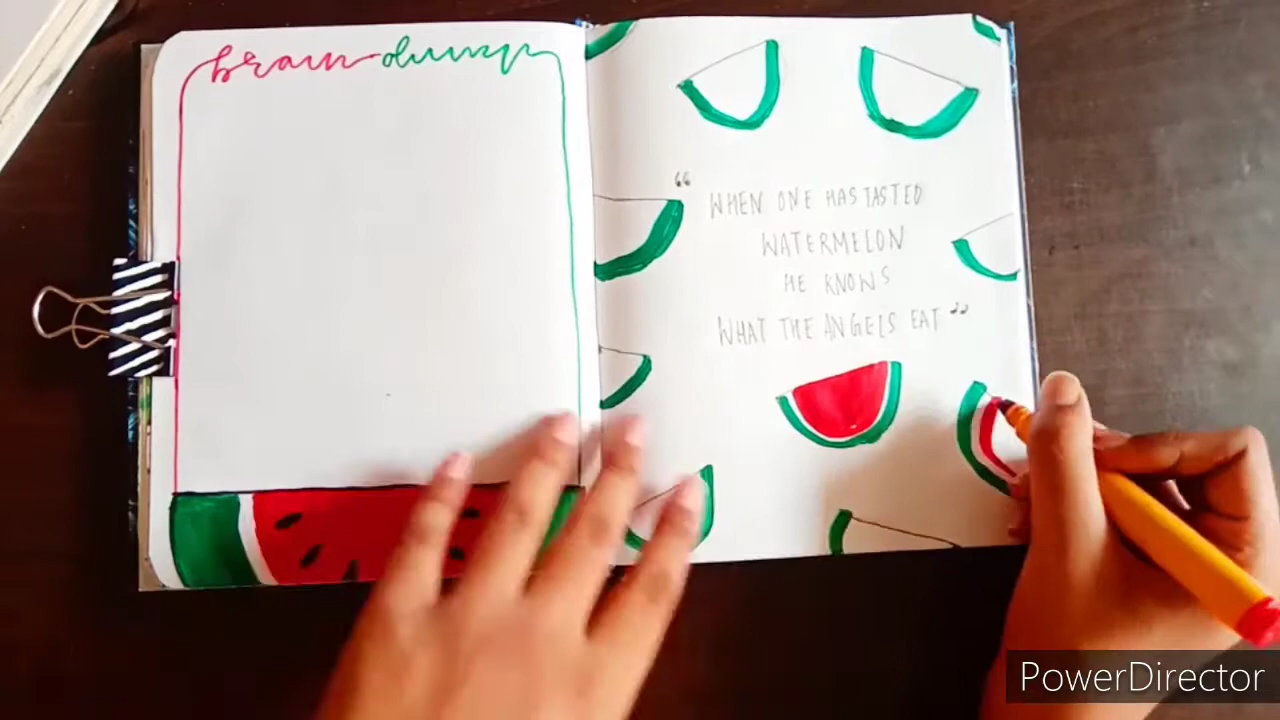 brain dump
“ WHEN ONE HAS TASTED
WATERMELON
HE KNOWS
WHAT THE ANGELS EAT ”
PowerDirector